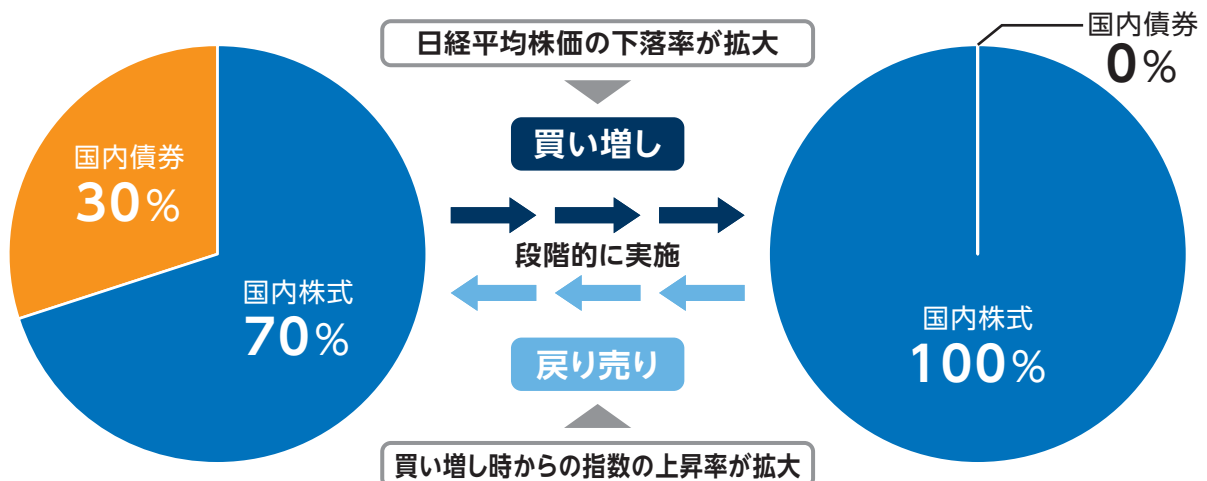 日経平均株価の下落率が拡大
国内債券
0%
買い増し
国内債券
30%
段階的に実施
国内株式
70%
国内株式
100%
戻り売り
買い増し時からの指数の上昇率が拡大